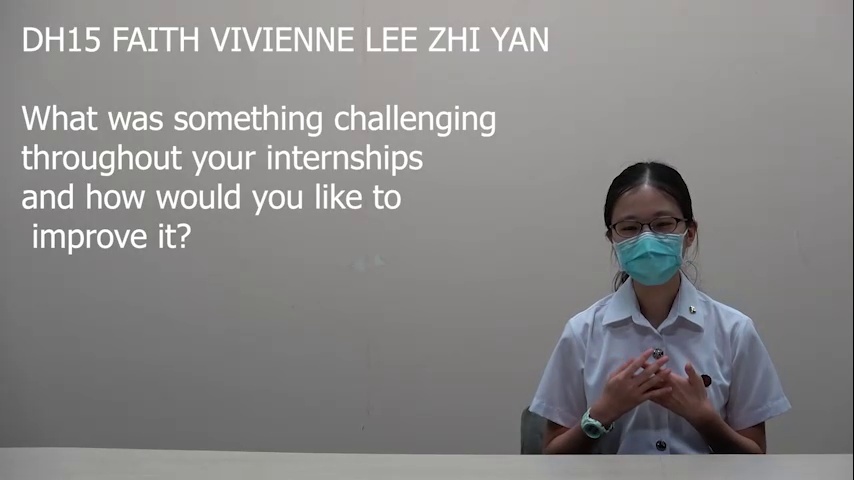 DH15 FAITH VIVIENNE LEE ZHI YAN
What was something challenging
throughout your internships
and how would you like to
improve it?